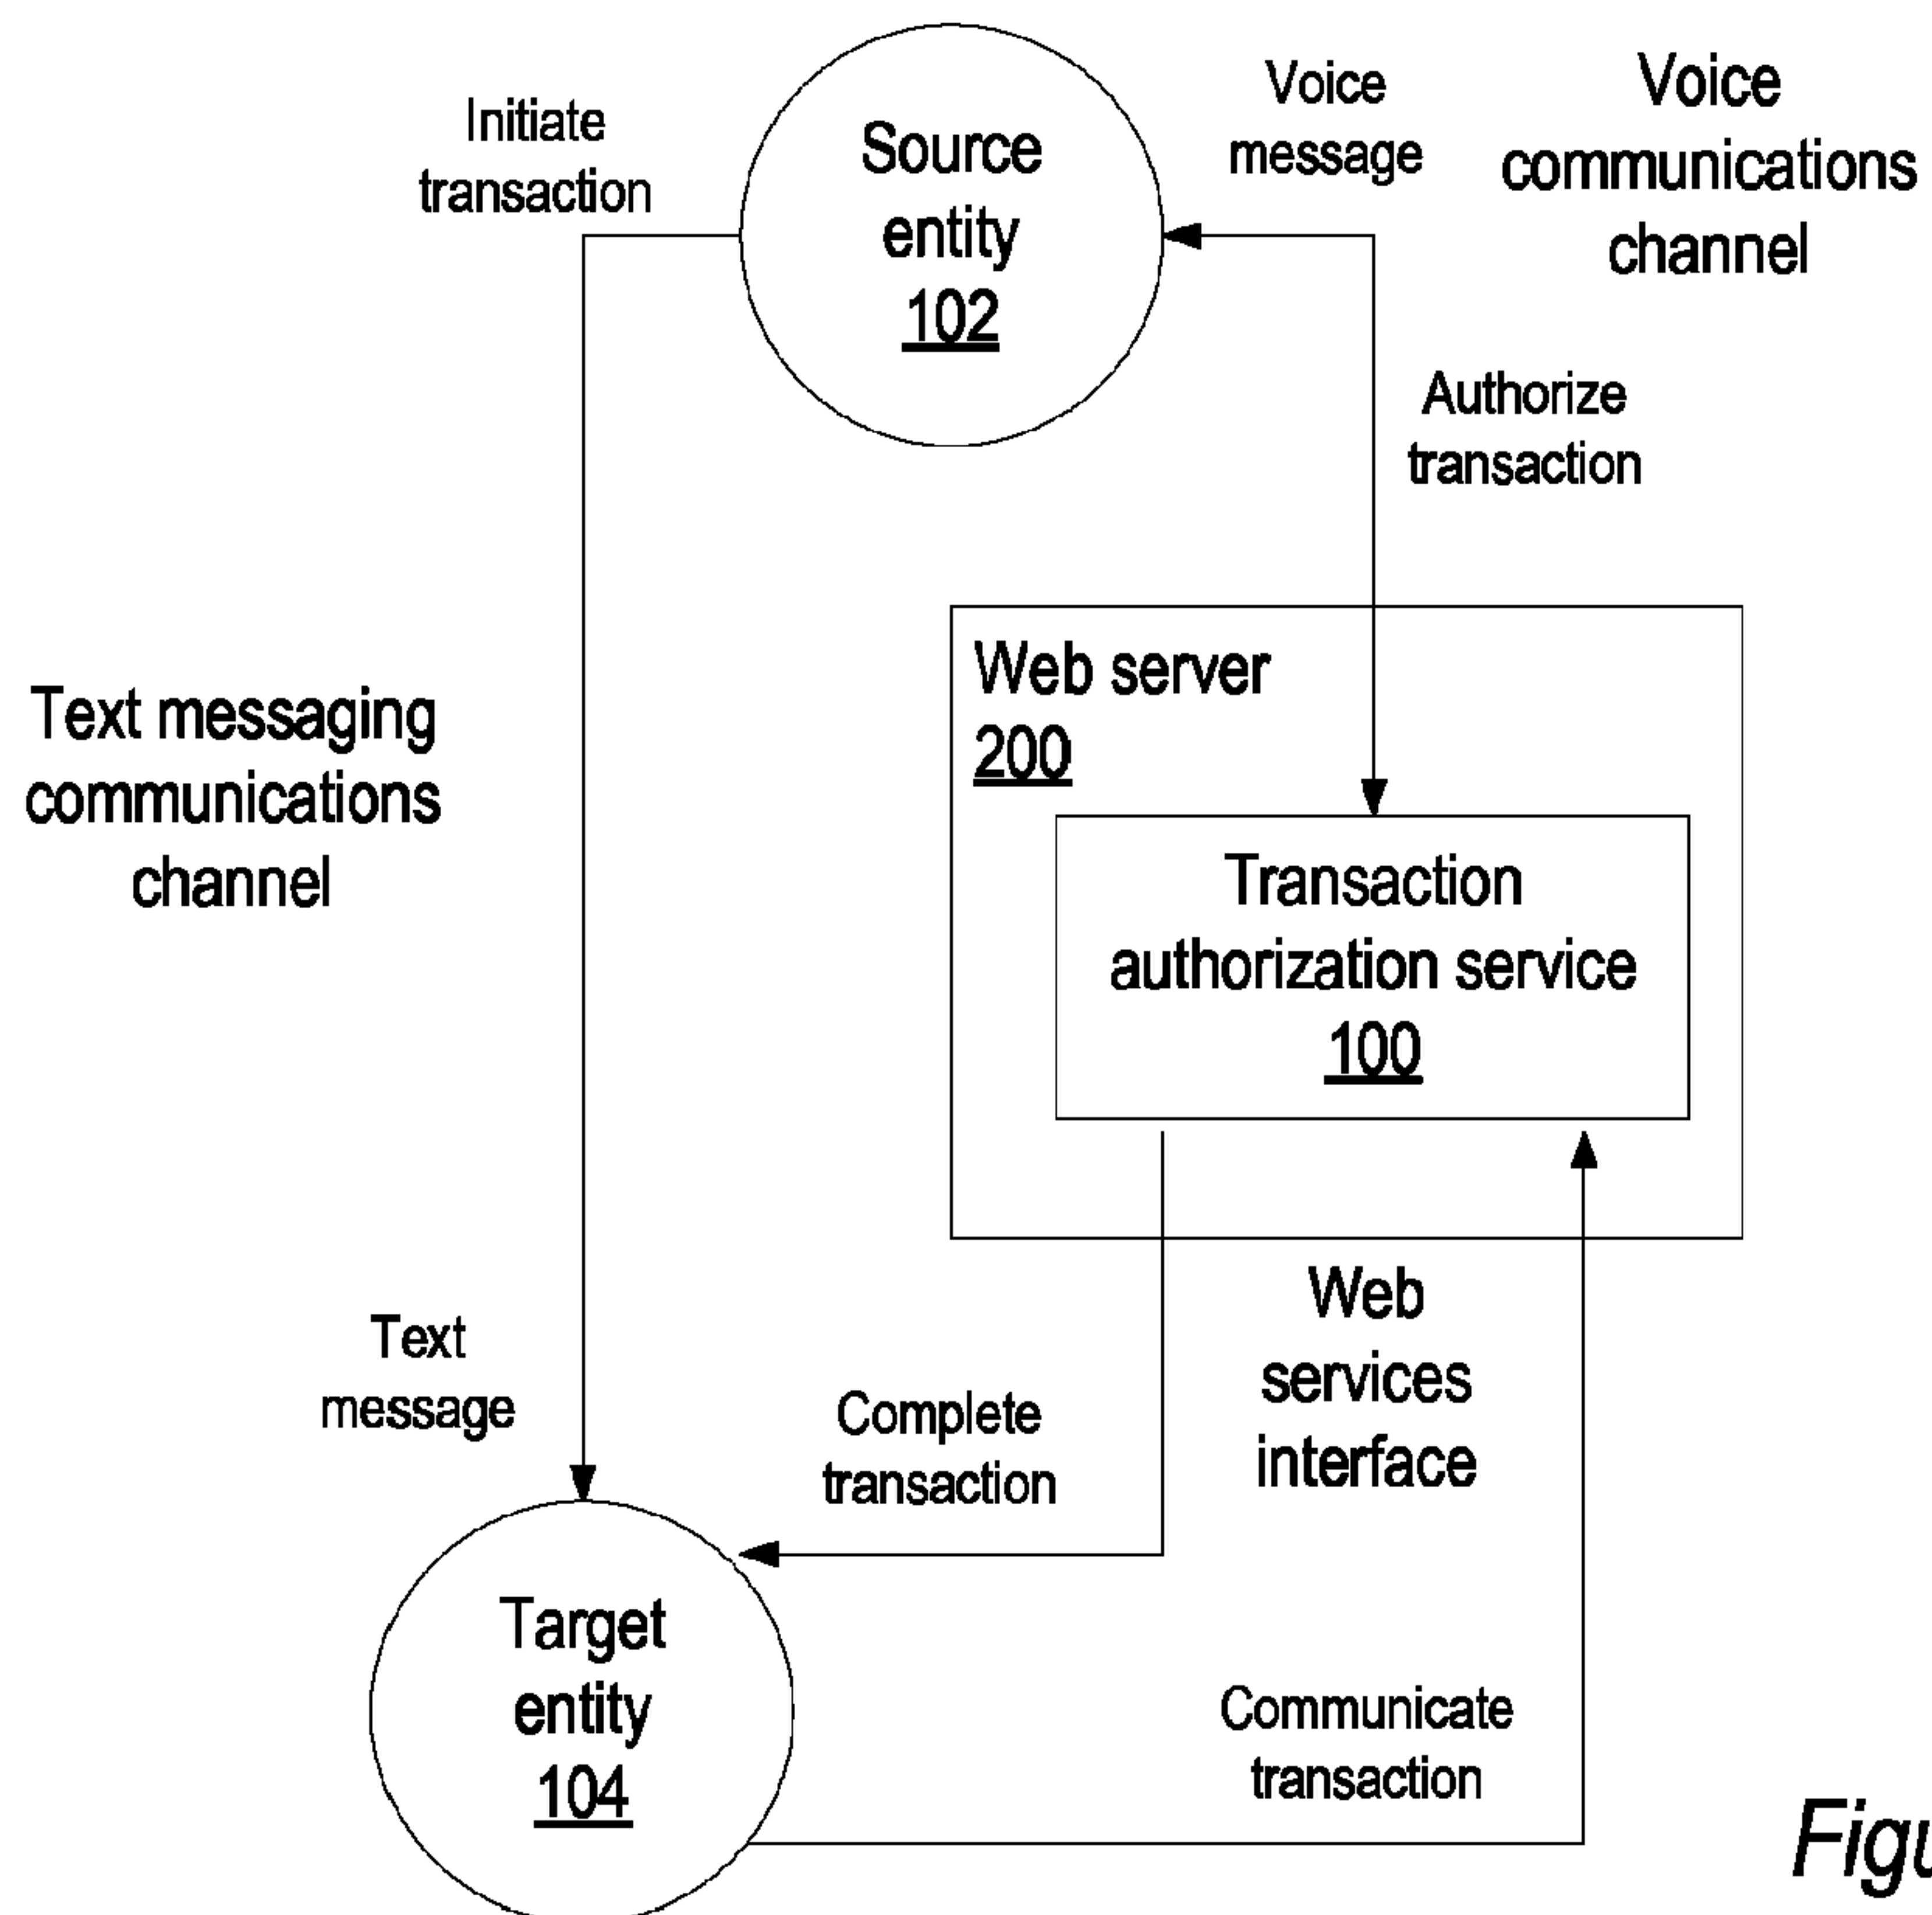 Initiate
transaction
Source
entity
102
Voice
message
Voice
communications
channel
Authorize
transaction
Web server
200
Text messaging
communications
channel
Transaction
authorization service
100
Web
services
interface
Text
message
Complete
transaction
Target
entity
104
Communicate
transaction